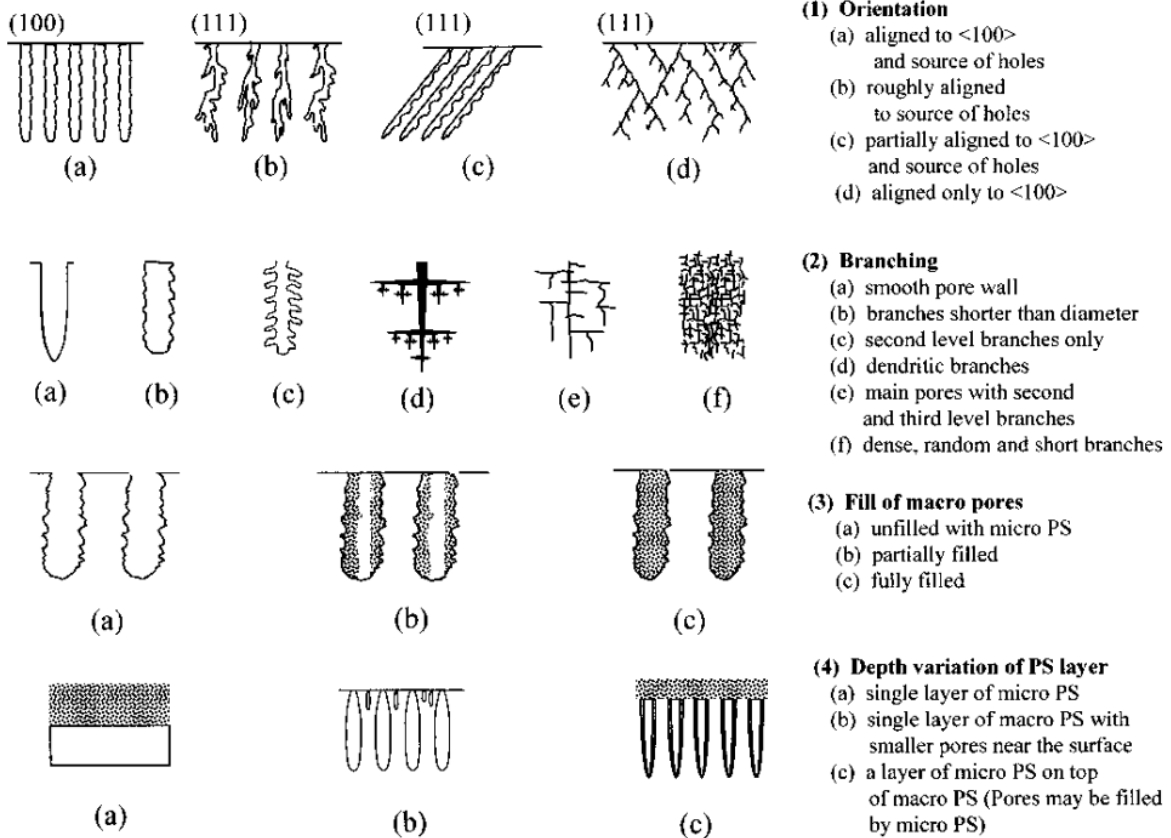 (100) (111) (111) (111)
(a) (b) (c) (d)
(1) Orientation
(a) aligned to <100>
and source of holes
(b) roughly aligned
to source of holes
(c) partially aligned to <100>
and source of holes
(d) aligned only to <100>
(a) (b) (c) (d) (e) (f)
(2) Branching
(a) smooth pore wall
(b) branches shorter than diameter
(c) second level branches only
(d) dendritic branches
(e) main pores with second
and third level branches
(f) dense, random and short branches
(a) (b) (c)
(3) Fill of macro pores
(a) unfilled with micro PS
(b) partially filled
(c) fully filled
(a) (b) (c)
(4) Depth variation of PS layer
(a) single layer of micro PS
(b) single layer of macro PS with
smaller pores near the surface
(c) a layer of micro PS on top
of macro PS (Pores may be filled
by micro PS)